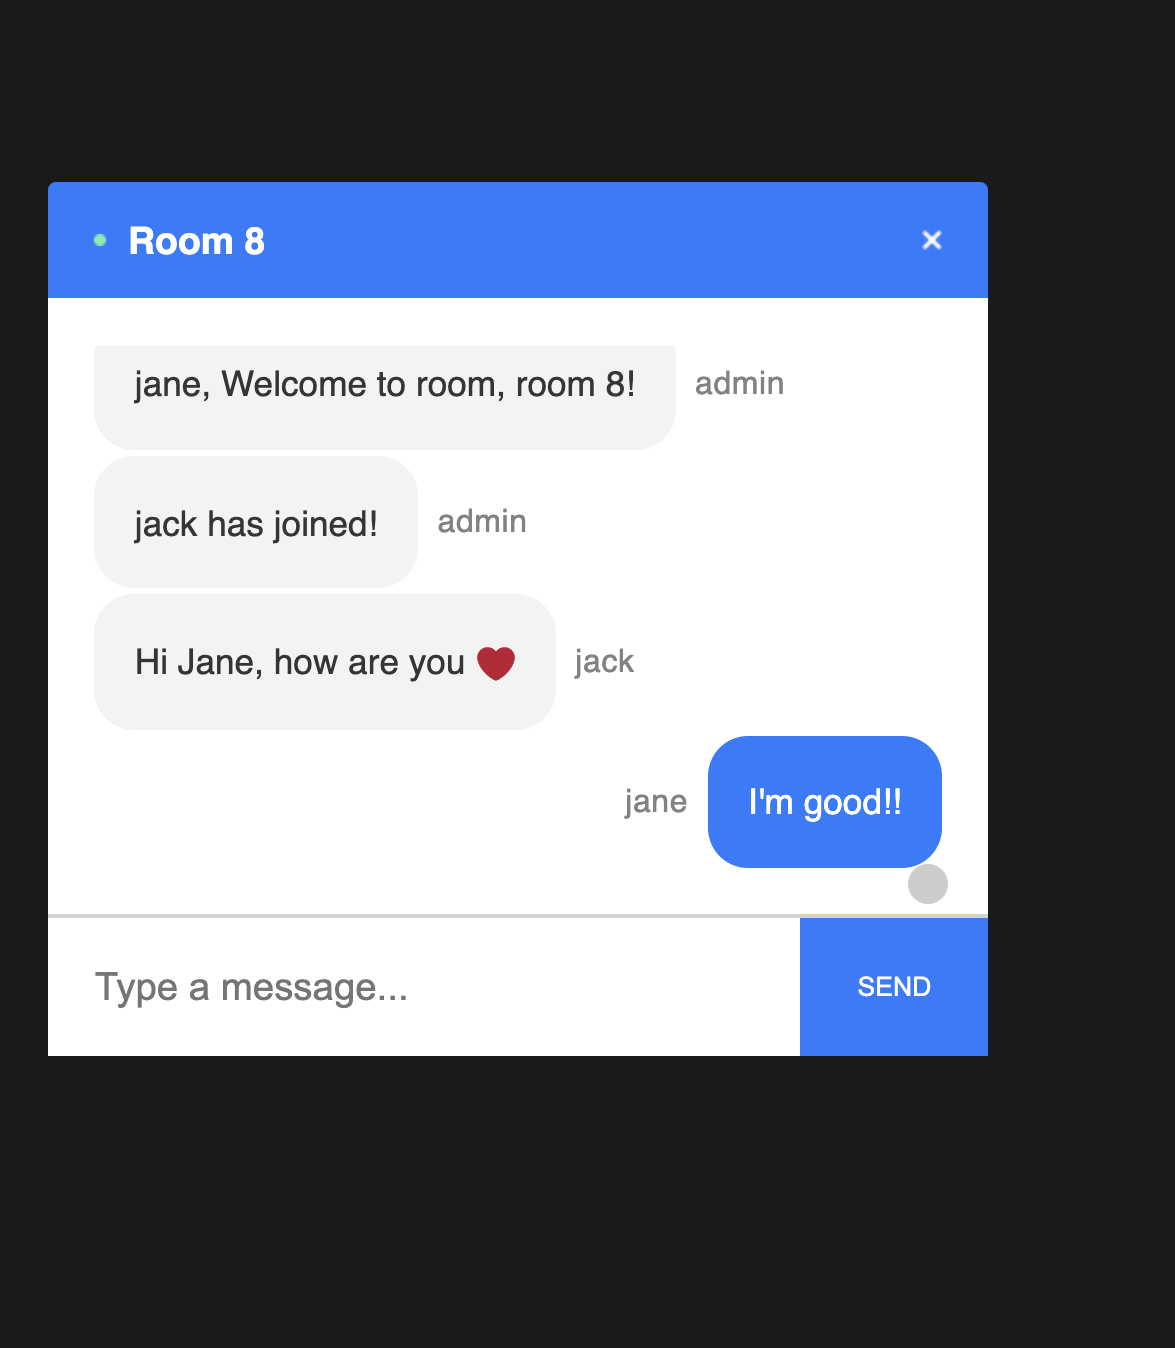 Room 8
jane, Welcome to room, room 8! admin
jack has joined! admin
Hi Jane, how are you ❤️ jack
jane I'm good!!
Type a message...
SEND